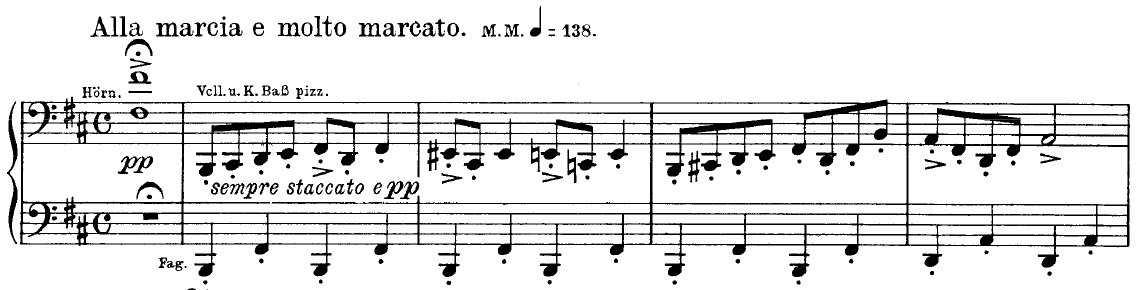 Alla marcia e molto marcato. M.M. ♩ = 138.
Hörn. Vcll. u. K. Baß pizz.
pp
sempre staccato e pp
Fag.